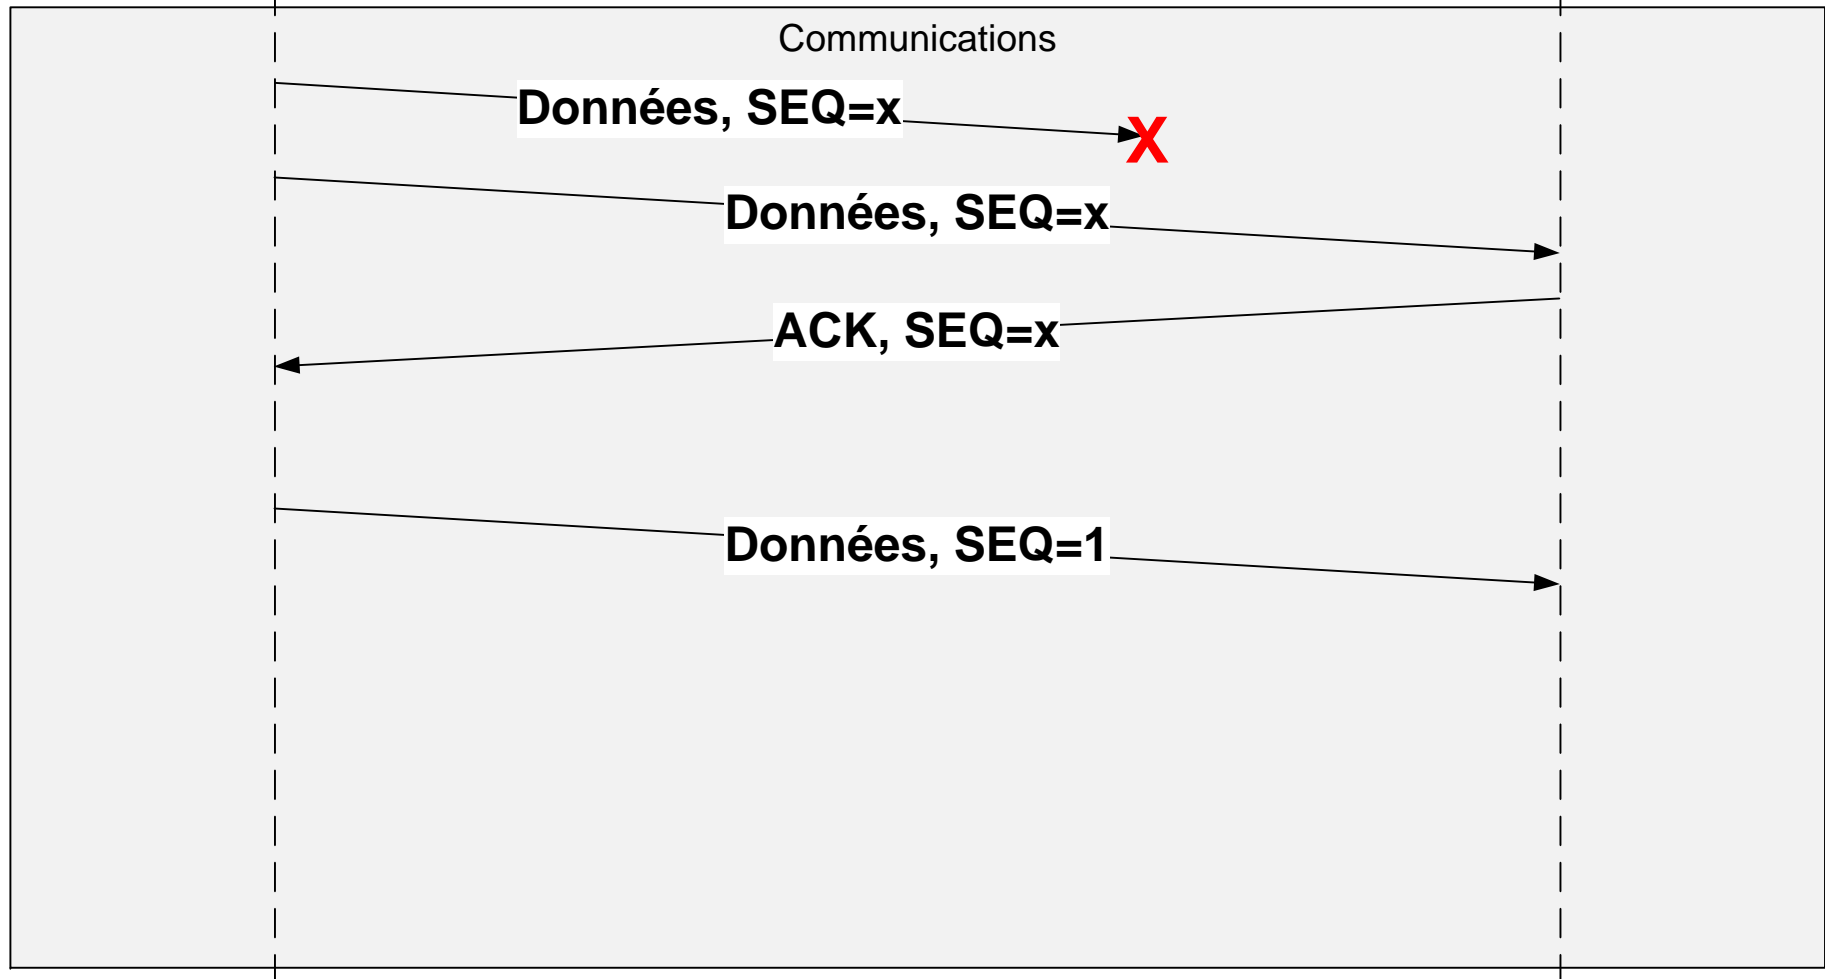 Communications
Données, SEQ=x
X
Données, SEQ=x
ACK, SEQ=x
Données, SEQ=1